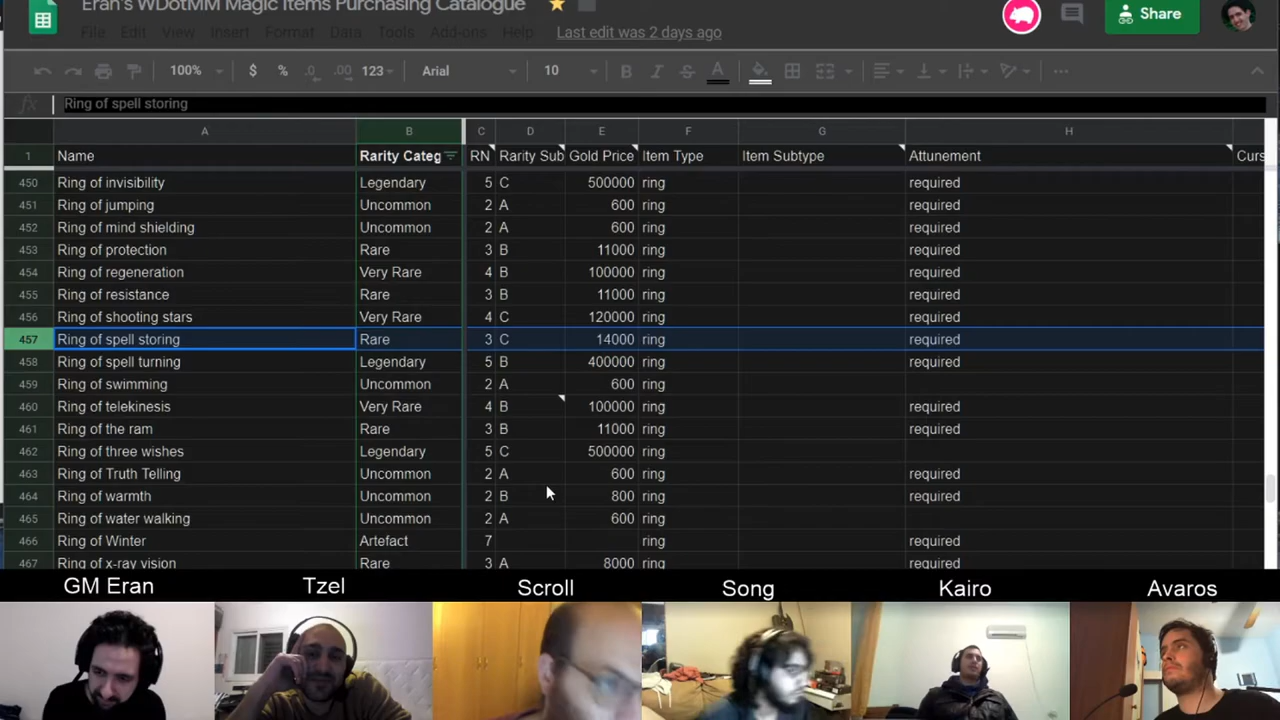 Eran's WDotMM Magic Items Purchasing Catalogue
File Edit View Insert Format Data Tools Add-ons Help Last edit was 2 days ago
Share
100% $ % .0 .00 123 Arial 10 B I S A
fx Ring of spell storing
A B C D E F G H
1 Name Rarity Categ RN Rarity Sub Gold Price Item Type Item Subtype Attunement Curs
450 Ring of invisibility Legendary 5 C 500000 ring required
451 Ring of jumping Uncommon 2 A 600 ring required
452 Ring of mind shielding Uncommon 2 A 600 ring required
453 Ring of protection Rare 3 B 11000 ring required
454 Ring of regeneration Very Rare 4 B 100000 ring required
455 Ring of resistance Rare 3 B 11000 ring required
456 Ring of shooting stars Very Rare 4 C 120000 ring required
457 Ring of spell storing Rare 3 C 14000 ring required
458 Ring of spell turning Legendary 5 B 400000 ring required
459 Ring of swimming Uncommon 2 A 600 ring
460 Ring of telekinesis Very Rare 4 B 100000 ring required
461 Ring of the ram Rare 3 B 11000 ring required
462 Ring of three wishes Legendary 5 C 500000 ring
463 Ring of Truth Telling Uncommon 2 A 600 ring required
464 Ring of warmth Uncommon 2 B 800 ring required
465 Ring of water walking Uncommon 2 A 600 ring
466 Ring of Winter Artefact 7 ring required
467 Ring of x-ray vision Rare 3 A 8000 ring required
GM Eran Tzel Scroll Song Kairo Avaros